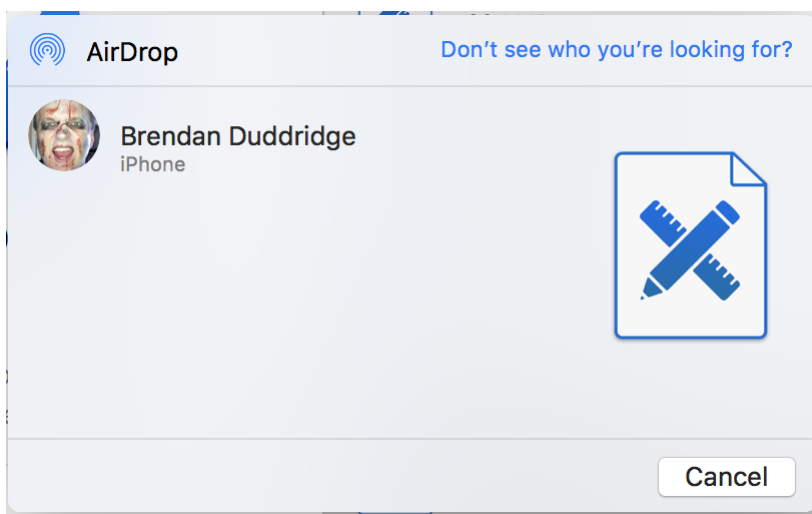 AirDrop
Don't see who you're looking for?
Brendan Duddridge
iPhone
Cancel